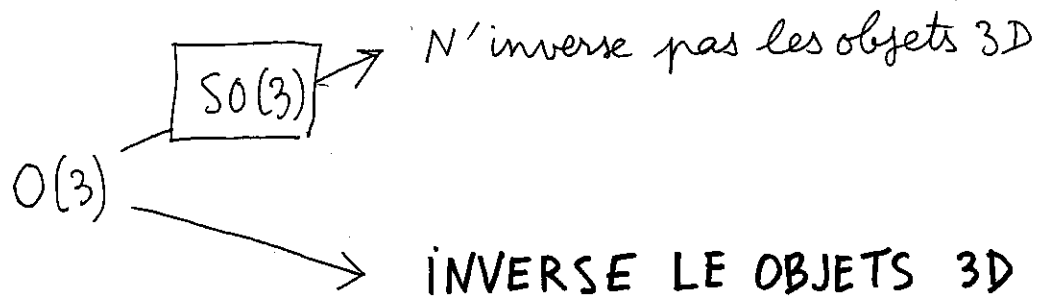 N'inverse pas les objets 3D
SO(3)
O(3)
INVERSE LE OBJETS 3D